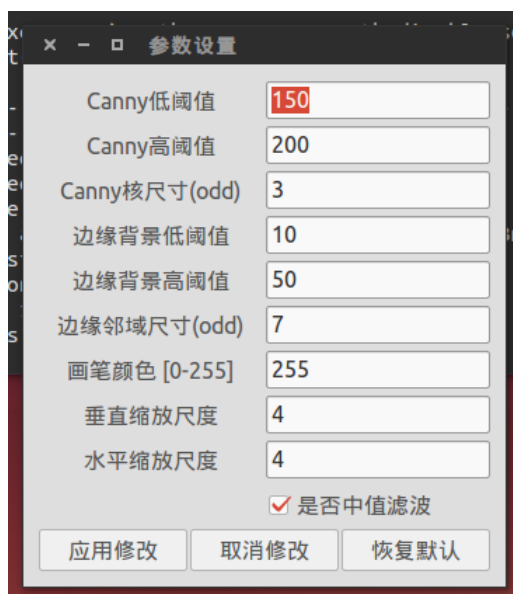 参数设置
Canny低阈值 150
Canny高阈值 200
Canny核尺寸(odd) 3
边缘背景低阈值 10
边缘背景高阈值 50
边缘邻域尺寸(odd) 7
画笔颜色 [0-255] 255
垂直缩放尺度 4
水平缩放尺度 4
是否中值滤波
应用修改 取消修改 恢复默认